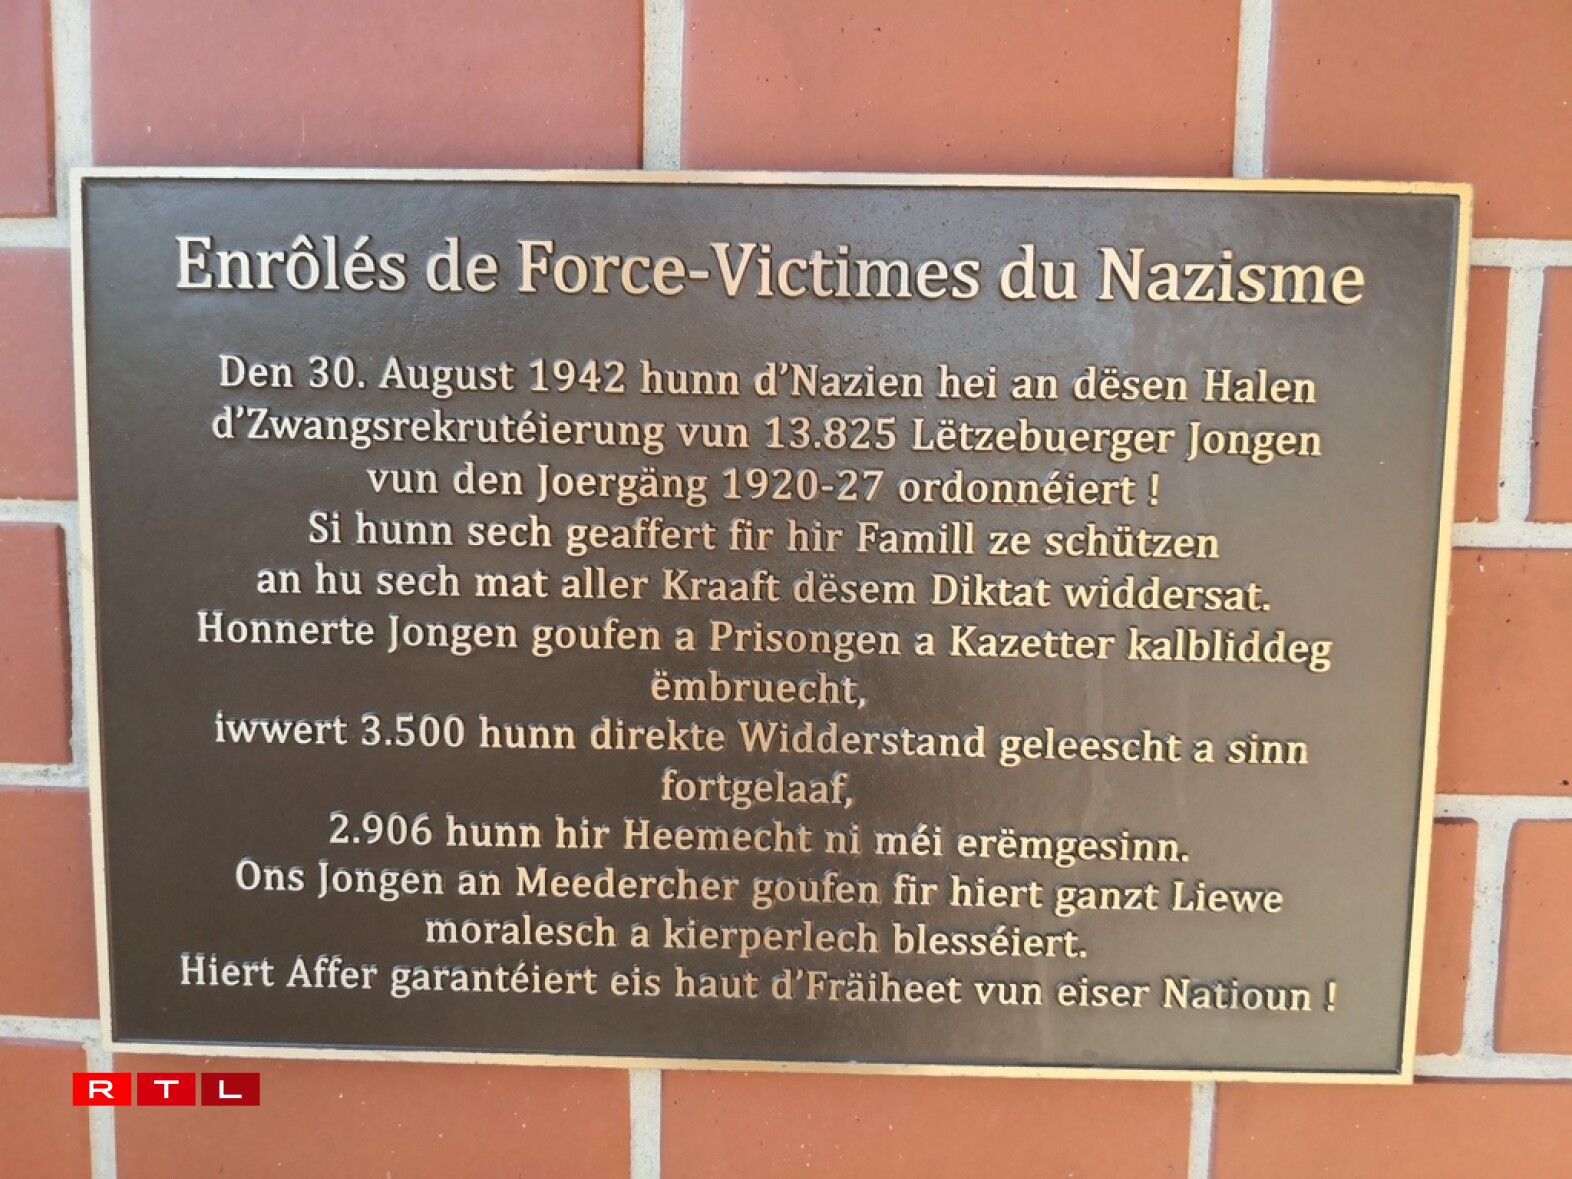 Enrôlés de Force-Victimes du Nazisme
Den 30. August 1942 hunn d'Nazien hei an dësen Halen
d'Zwangsrekrutéierung vun 13.825 Lëtzebuerger Jongen
vun den Joergäng 1920-27 ordonnéiert !
Si hunn sech geaffert fir hir Famill ze schützen
an hu sech mat aller Kraaft dësem Diktat widdersat.
Honnerte Jongen goufen a Prisongen a Kazetter kalbliddeg
ëmbruecht,
iwwert 3.500 hunn direkte Widderstand geleescht a sinn
fortgelaaf,
2.906 hunn hir Heemecht ni méi erëmgesinn.
Ons Jongen an Meedercher goufen fir hiert ganzt Liewe
moralesch a kierperlech blesséiert.
Hiert Affer garantéiert eis haut d'Fräiheet vun eiser Natioun !
RTL